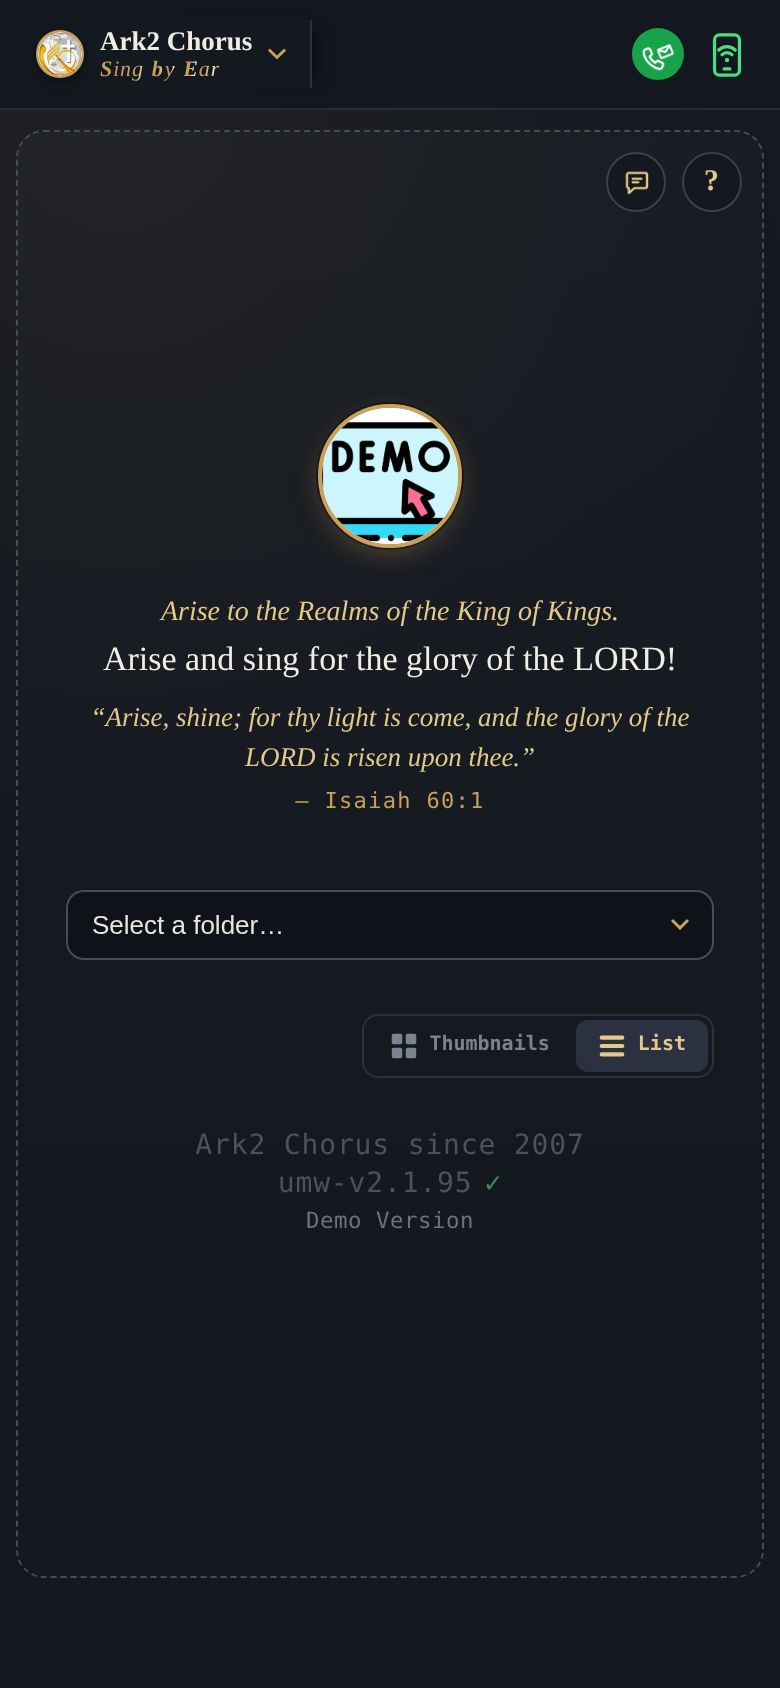 Ark2 Chorus
Sing by Ear
?
DEMO
Arise to the Realms of the King of Kings.
Arise and sing for the glory of the LORD!
“Arise, shine; for thy light is come, and the glory of the
LORD is risen upon thee.”
— Isaiah 60:1
Select a folder…
Thumbnails
List
Ark2 Chorus since 2007
umw-v2.1.95 ✓
Demo Version